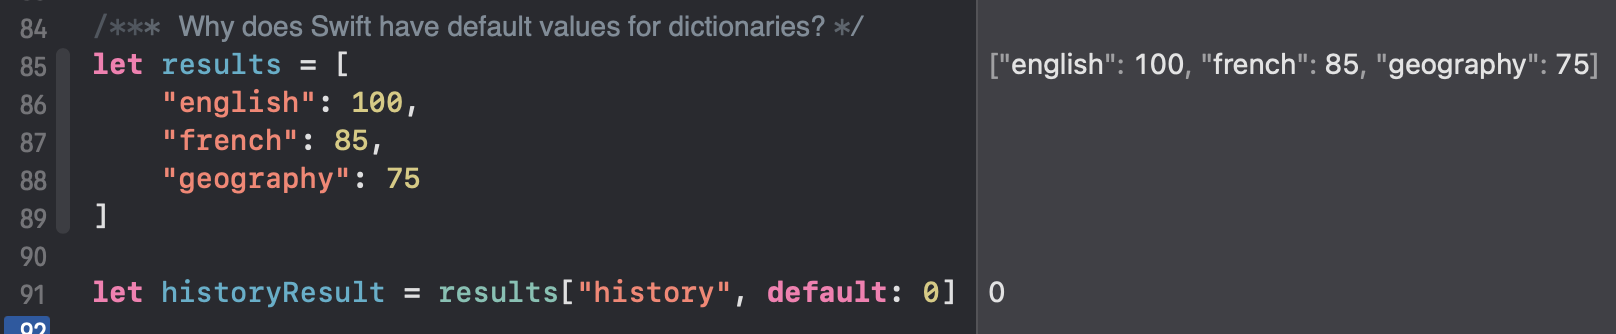 84 /*** Why does Swift have default values for dictionaries? */
85 let results = [ ["english": 100, "french": 85, "geography": 75]
86 "english": 100,
87 "french": 85,
88 "geography": 75
89 ]
90
91 let historyResult = results["history", default: 0] 0
92